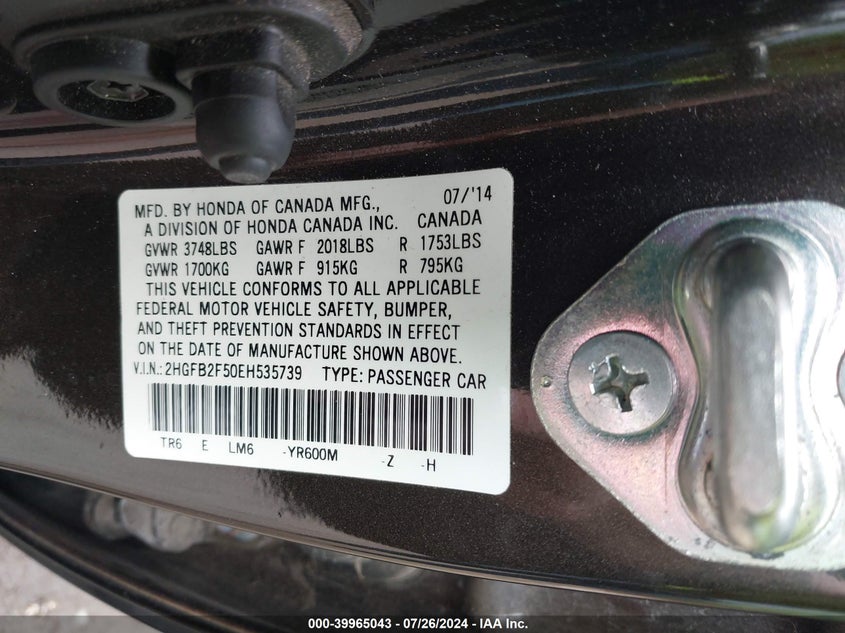 MFD. BY HONDA OF CANADA MFG., 07/'14
A DIVISION OF HONDA CANADA INC. CANADA
GVWR 3748LBS GAWR F 2018LBS R 1753LBS
GVWR 1700KG GAWR F 915KG R 795KG
THIS VEHICLE CONFORMS TO ALL APPLICABLE
FEDERAL MOTOR VEHICLE SAFETY, BUMPER,
AND THEFT PREVENTION STANDARDS IN EFFECT
ON THE DATE OF MANUFACTURE SHOWN ABOVE.
V.I.N.: 2HGFB2F50EH535739 TYPE: PASSENGER CAR
TR6 E LM6 -YR600M -Z -H
000-39965043 / 07/26/2024 - IAA Inc.